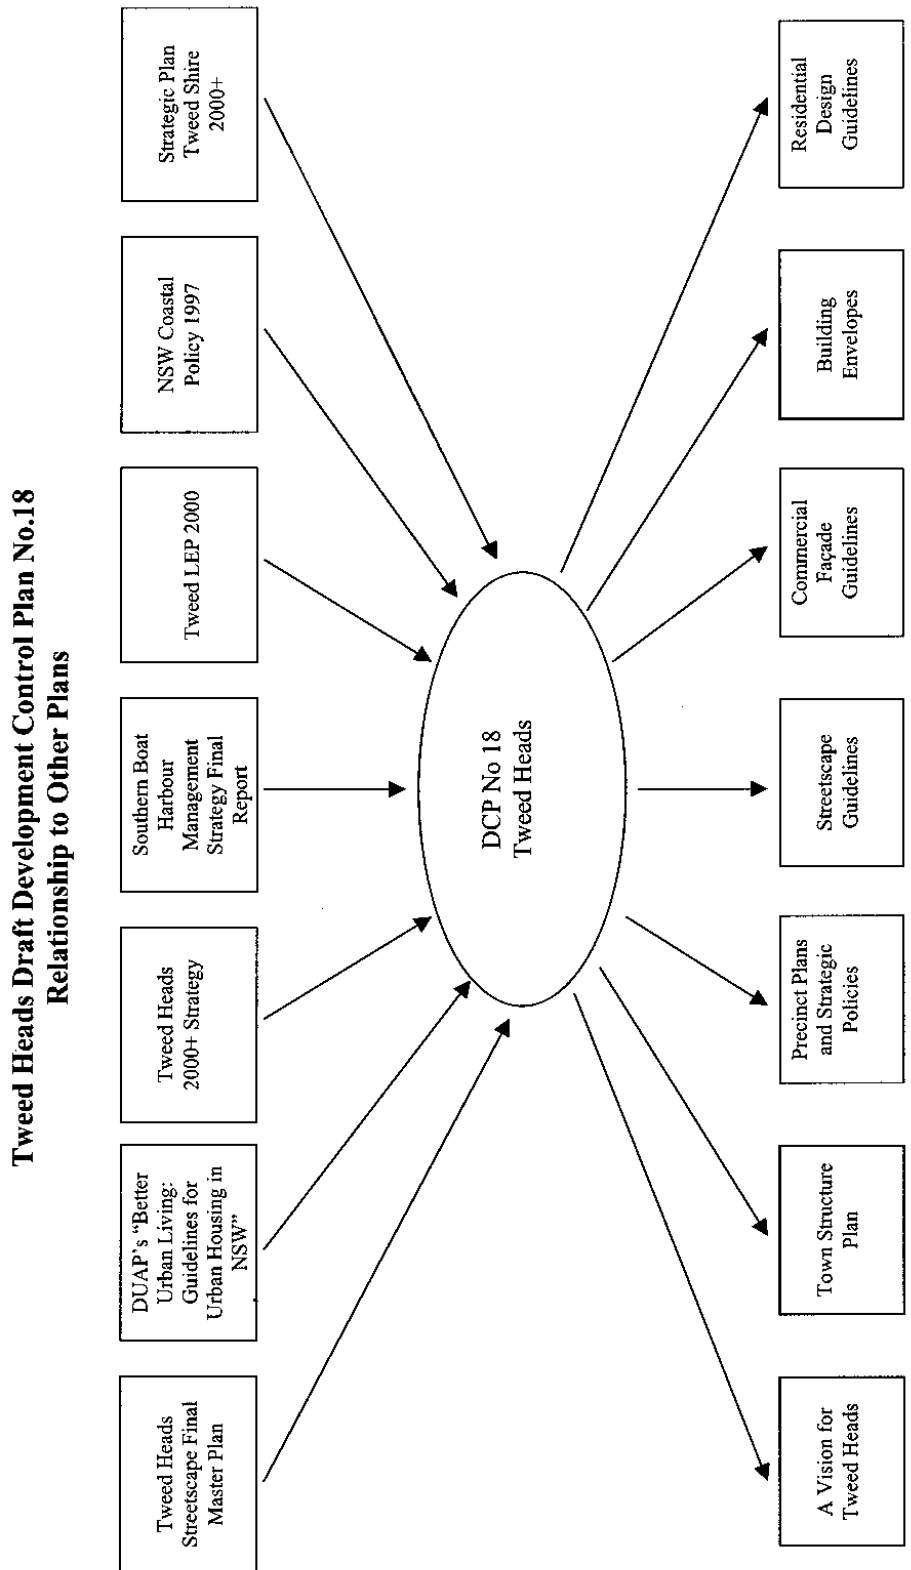 Tweed Heads Draft Development Control Plan No.18
Relationship to Other Plans
Tweed Heads
Streetscape Final
Master Plan
DUAP's “Better
Urban Living:
Guidelines for
Urban Housing in
NSW”
Tweed Heads
2000+ Strategy
Southern Boat
Harbour
Management
Strategy Final
Report
Tweed LEP 2000
NSW Coastal
Policy 1997
Strategic Plan
Tweed Shire
2000+
DCP No 18
Tweed Heads
A Vision for
Tweed Heads
Town Structure
Plan
Precinct Plans
and Strategic
Policies
Streetscape
Guidelines
Commercial
Façade
Guidelines
Building
Envelopes
Residential
Design
Guidelines